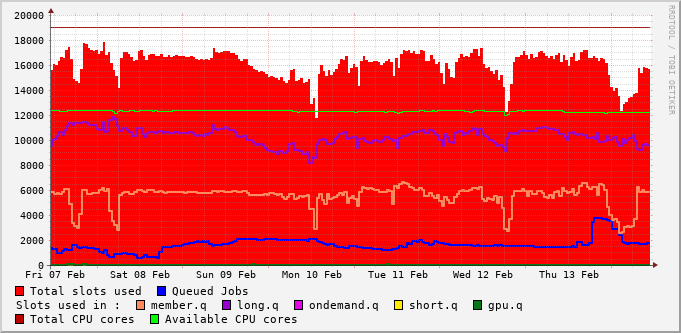 20000
18000
16000
14000
12000
10000
8000
6000
4000
2000
0
Fri 07 Feb Sat 08 Feb Sun 09 Feb Mon 10 Feb Tue 11 Feb Wed 12 Feb Thu 13 Feb
Total slots used Queued Jobs
Slots used in : member.q long.q ondemand.q short.q gpu.q
Total CPU cores Available CPU cores
RRDTOOL / TOBI OETIKER